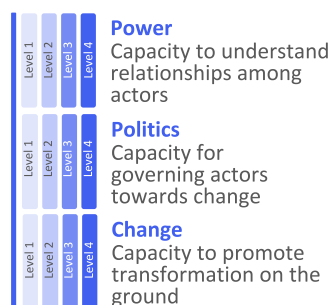 Level 1
Level 2
Level 3
Level 4
Power
Capacity to understand
relationships among
actors
Level 1
Level 2
Level 3
Level 4
Politics
Capacity for
governing actors
towards change
Level 1
Level 2
Level 3
Level 4
Change
Capacity to promote
transformation on the
ground